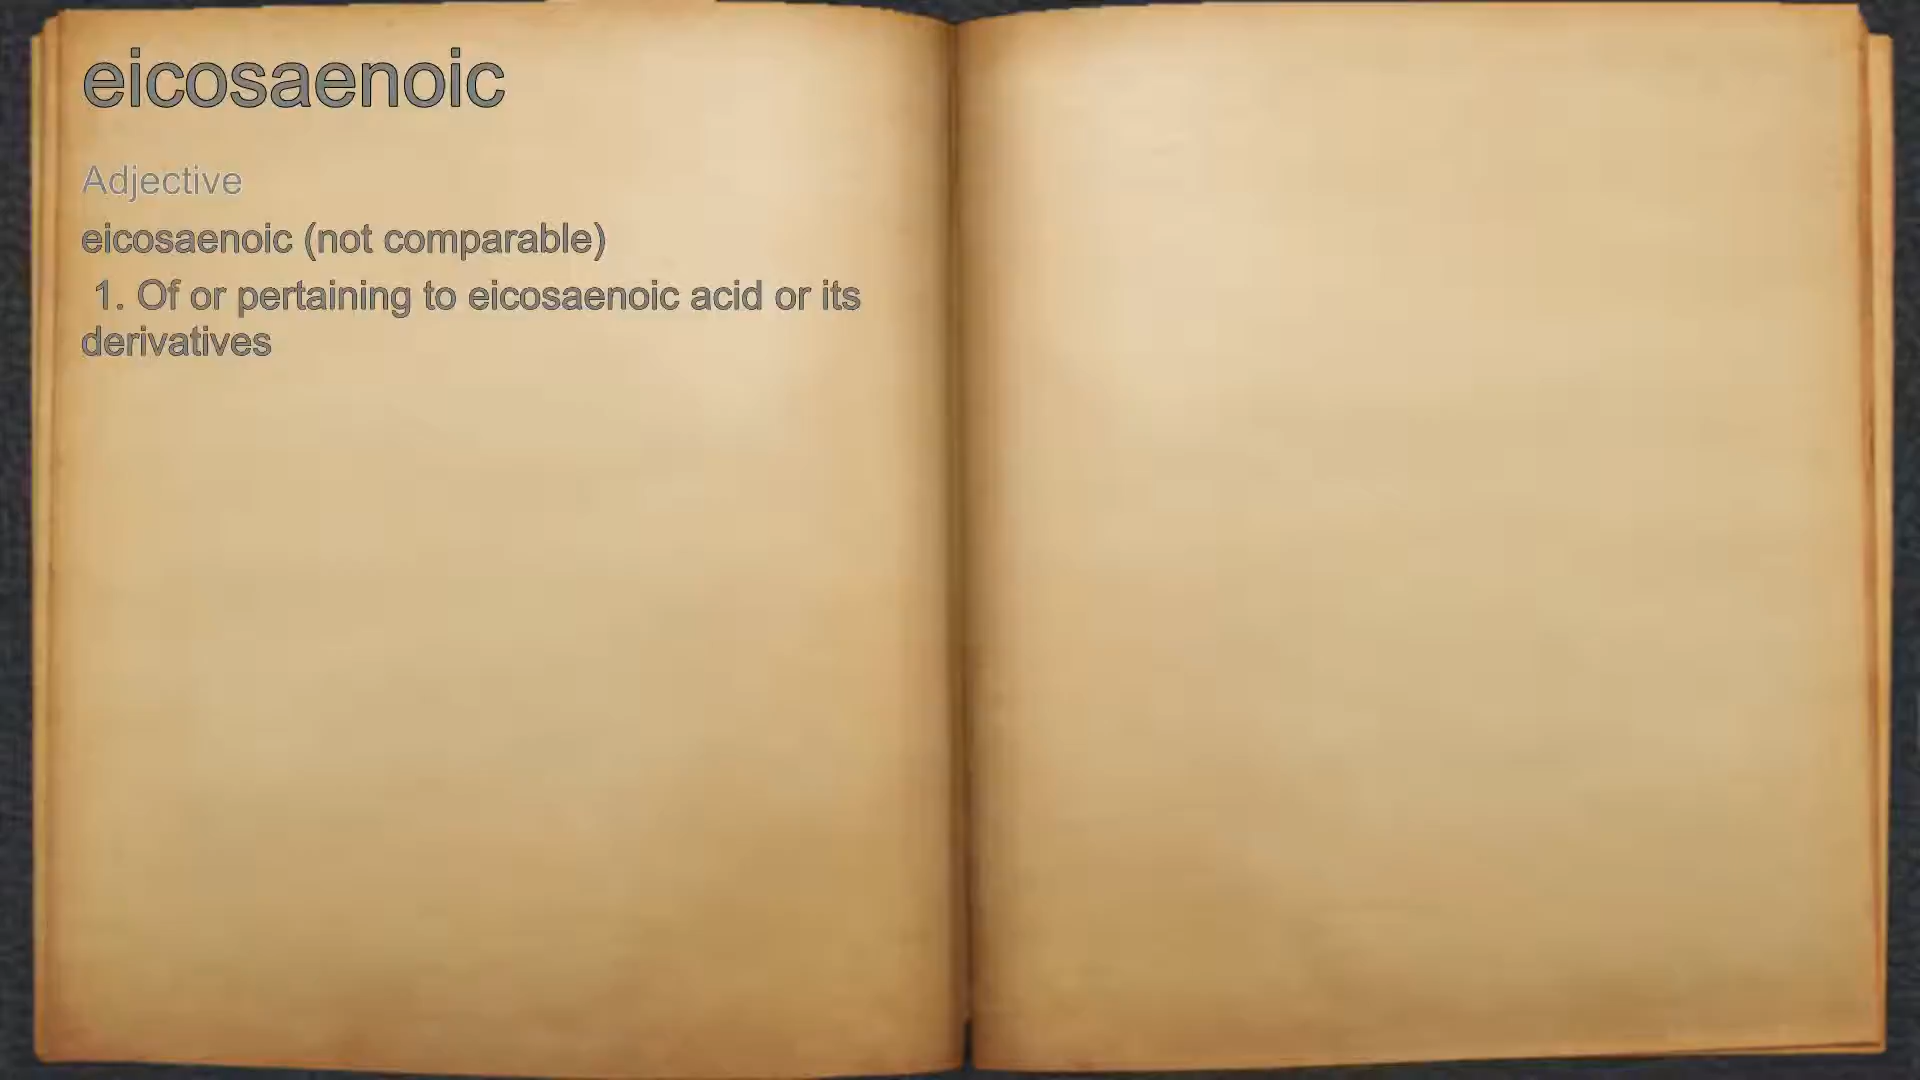 eicosaenoic
Adjective
eicosaenoic (not comparable)
1. Of or pertaining to eicosaenoic acid or its
derivatives